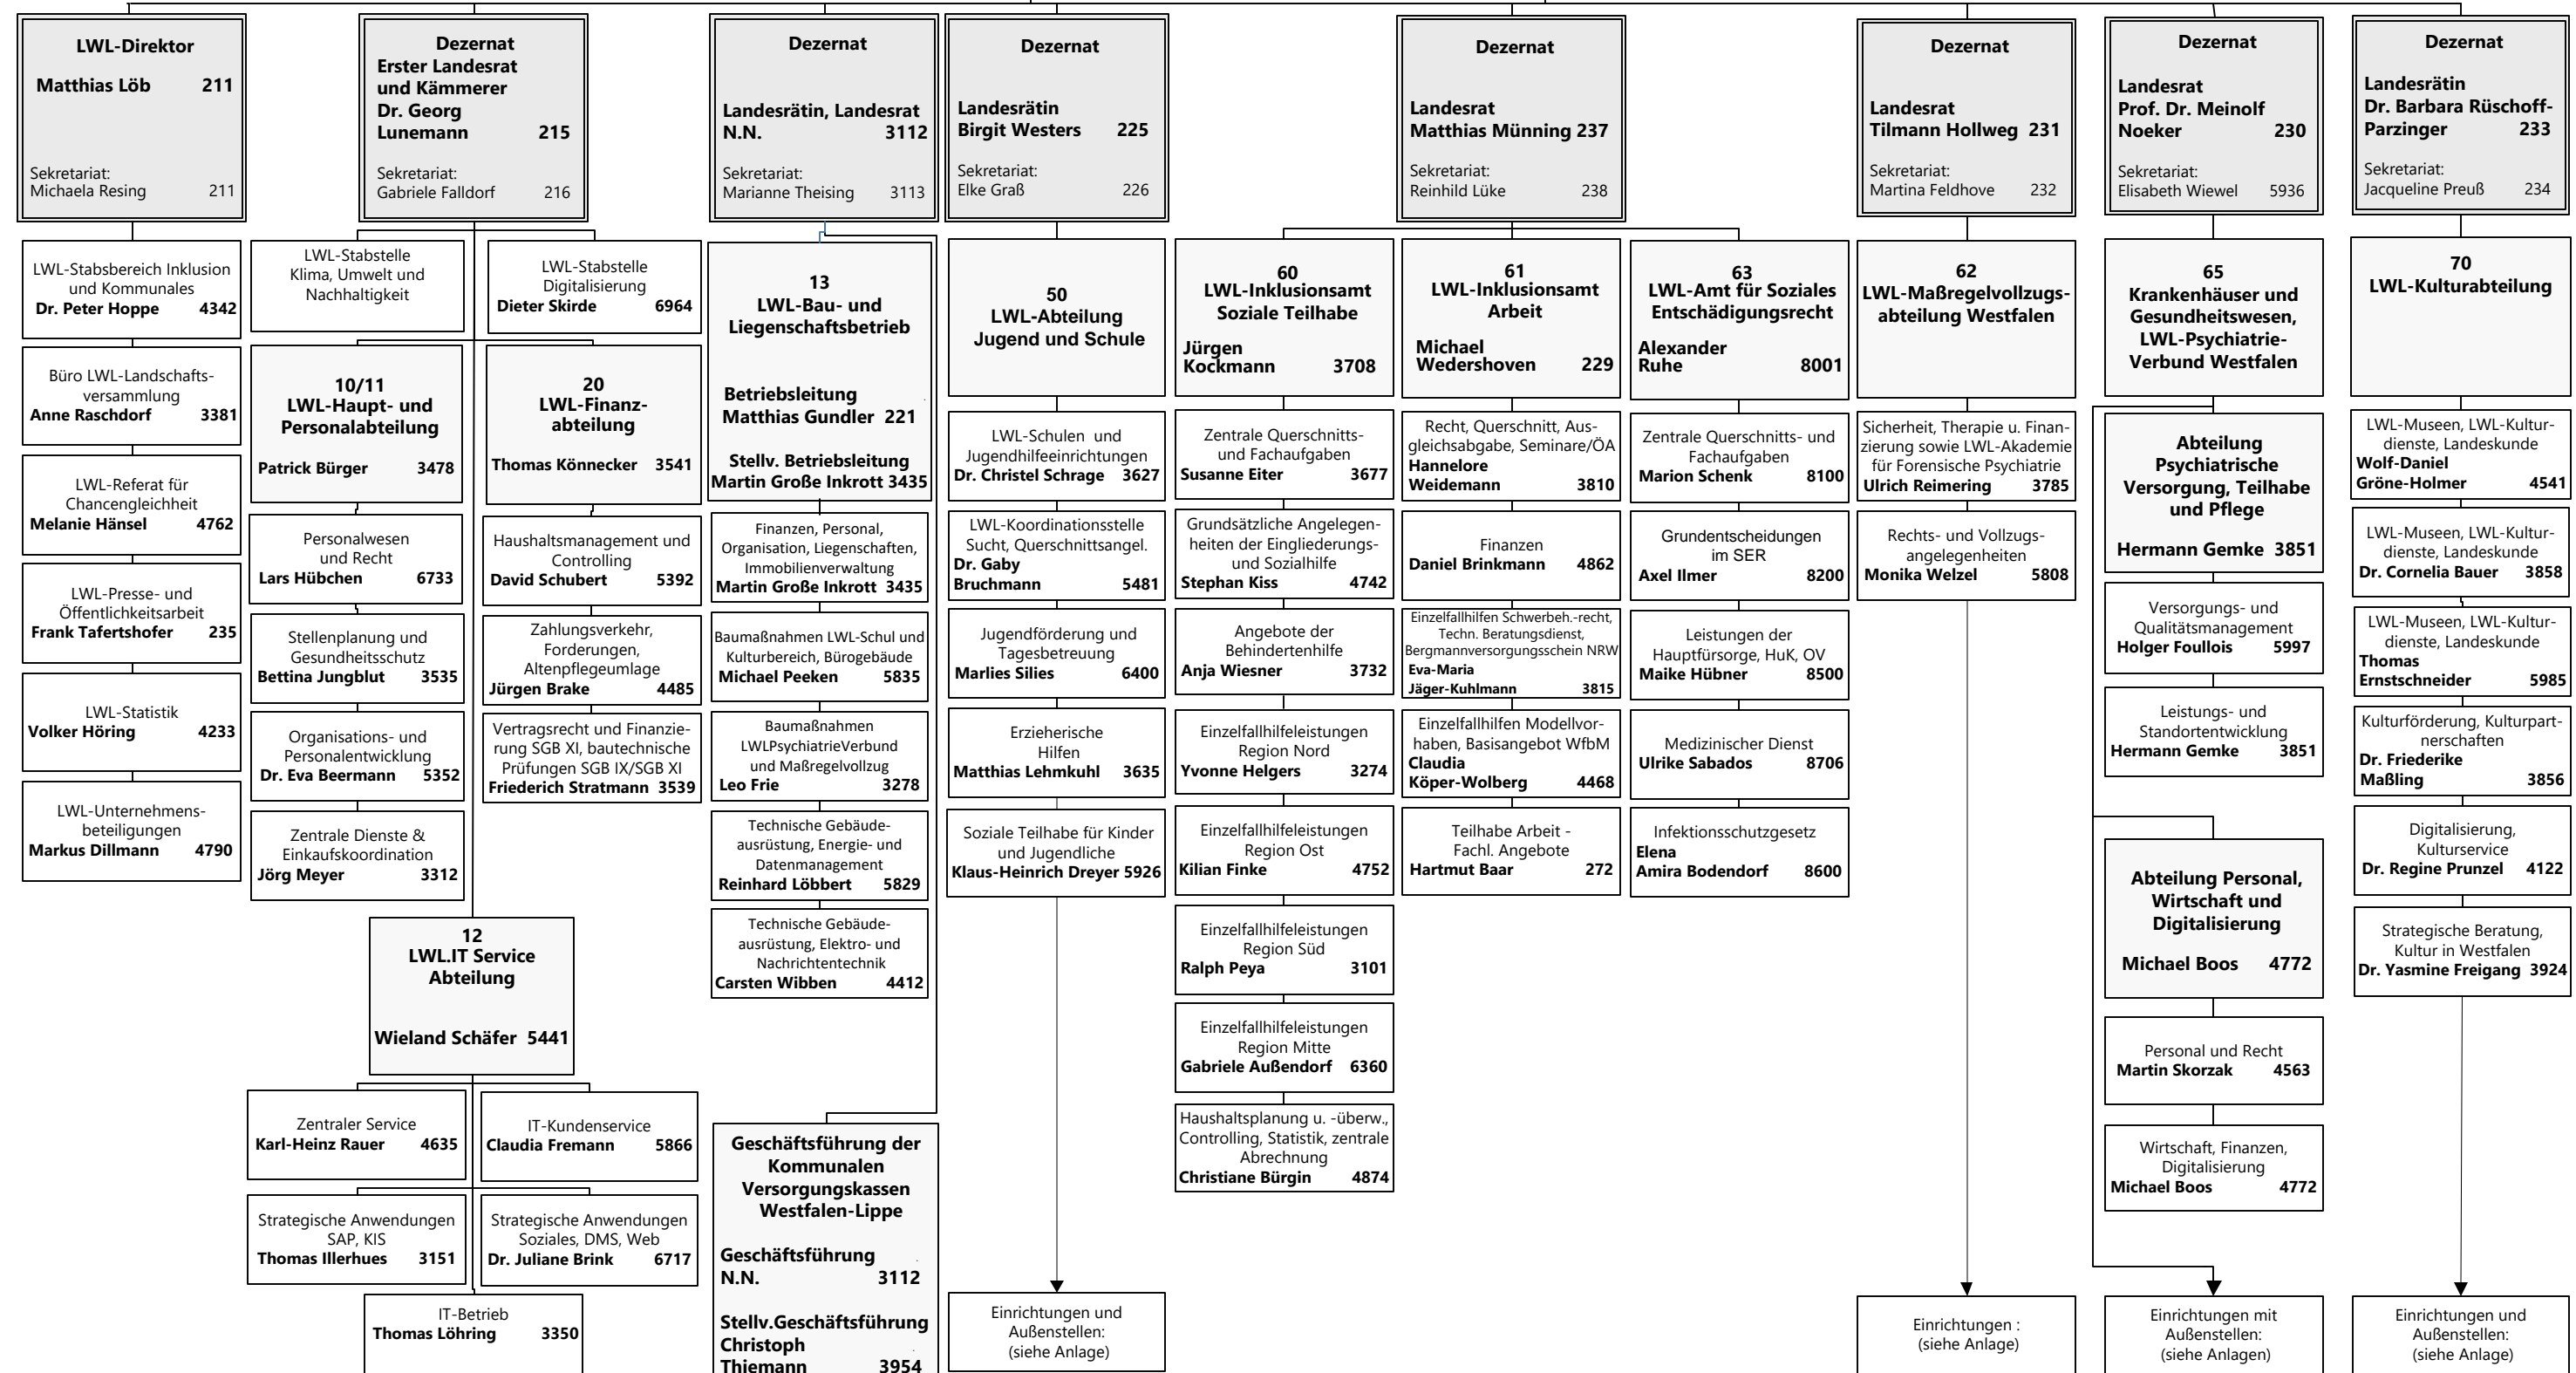 LWL-Direktor
Matthias Löb 211
Sekretariat:
Michaela Resing 211
Dezernat
Erster Landesrat
und Kämmerer
Dr. Georg
Lunemann 215
Sekretariat:
Gabriele Falldorf 216
Dezernat
Landesrätin, Landesrat
N.N. 3112
Sekretariat:
Marianne Theising 3113
Dezernat
Landesrätin
Birgit Westers 225
Sekretariat:
Elke Graß 226
Dezernat
Landesrat
Matthias Münning 237
Sekretariat:
Reinhild Lüke 238
Dezernat
Landesrat
Tilmann Hollweg 231
Sekretariat:
Martina Feldhove 232
Dezernat
Landesrat
Prof. Dr. Meinolf
Noeker 230
Sekretariat:
Elisabeth Wiewel 5936
Dezernat
Landesrätin
Dr. Barbara Rüschoff-
Parzinger 233
Sekretariat:
Jacqueline Preuß 234
LWL-Stabsbereich Inklusion
und Kommunales
Dr. Peter Hoppe 4342
Büro LWL-Landschafts-
versammlung
Anne Raschdorf 3381
LWL-Referat für
Chancengleichheit
Melanie Hänsel 4762
LWL-Presse- und
Öffentlichkeitsarbeit
Frank Tafertshofer 235
LWL-Statistik
Volker Höring 4233
LWL-Unternehmens-
beteiligungen
Markus Dillmann 4790
LWL-Stabstelle
Klima, Umwelt und
Nachhaltigkeit
LWL-Stabstelle
Digitalisierung
Dieter Skirde 6964
10/11
LWL-Haupt- und
Personalabteilung
Patrick Bürger 3478
Personalwesen
und Recht
Lars Hübchen 6733
Stellenplanung und
Gesundheitsschutz
Bettina Jungblut 3535
Organisations- und
Personalentwicklung
Dr. Eva Beermann 5352
Zentrale Dienste &
Einkaufskoordination
Jörg Meyer 3312
20
LWL-Finanz-
abteilung
Thomas Könnecker 3541
Haushaltsmanagement und
Controlling
David Schubert 5392
Zahlungsverkehr,
Forderungen,
Altenpflegeumlage
Jürgen Brake 4485
Vertragsrecht und Finanzie-
rung SGB XI, bautechnische
Prüfungen SGB IX/SGB XI
Friederich Stratmann 3539
12
LWL.IT Service
Abteilung
Wieland Schäfer 5441
Zentraler Service
Karl-Heinz Rauer 4635
IT-Kundenservice
Claudia Fremann 5866
Strategische Anwendungen
SAP, KIS
Thomas Illerhues 3151
Strategische Anwendungen
Soziales, DMS, Web
Dr. Juliane Brink 6717
IT-Betrieb
Thomas Löhring 3350
13
LWL-Bau- und
Liegenschaftsbetrieb
Betriebsleitung
Matthias Gundler 221
Stellv. Betriebsleitung
Martin Große Inkrott 3435
Finanzen, Personal,
Organisation, Liegenschaften,
Immobilienverwaltung
Martin Große Inkrott 3435
Baumaßnahmen LWL-Schul und
Kulturbereich, Bürogebäude
Michael Peeken 5835
Baumaßnahmen
LWLPsychiatrieVerbund
und Maßregelvollzug
Leo Frie 3278
Technische Gebäude-
ausrüstung, Energie- und
Datenmanagement
Reinhard Löbbert 5829
Technische Gebäude-
ausrüstung, Elektro- und
Nachrichtentechnik
Carsten Wibben 4412
Geschäftsführung der
Kommunalen
Versorgungskassen
Westfalen-Lippe
Geschäftsführung
N.N. 3112
Stellv.Geschäftsführung
Christoph
Thiemann 3954
50
LWL-Abteilung
Jugend und Schule
LWL-Schulen und
Jugendhilfeeinrichtungen
Dr. Christel Schrage 3627
LWL-Koordinationsstelle
Sucht, Querschnittsangel.
Dr. Gaby
Bruchmann 5481
Jugendförderung und
Tagesbetreuung
Marlies Silies 6400
Erzieherische
Hilfen
Matthias Lehmkuhl 3635
Soziale Teilhabe für Kinder
und Jugendliche
Klaus-Heinrich Dreyer 5926
Einrichtungen und
Außenstellen:
(siehe Anlage)
60
LWL-Inklusionsamt
Soziale Teilhabe
Jürgen
Kockmann 3708
Zentrale Querschnitts-
und Fachaufgaben
Susanne Eiter 3677
Grundsätzliche Angelegen-
heiten der Eingliederungs-
und Sozialhilfe
Stephan Kiss 4742
Angebote der
Behindertenhilfe
Anja Wiesner 3732
Einzelfallhilfeleistungen
Region Nord
Yvonne Helgers 3274
Einzelfallhilfeleistungen
Region Ost
Kilian Finke 4752
Einzelfallhilfeleistungen
Region Süd
Ralph Peya 3101
Einzelfallhilfeleistungen
Region Mitte
Gabriele Außendorf 6360
Haushaltsplanung u. -überw.,
Controlling, Statistik, zentrale
Abrechnung
Christiane Bürgin 4874
61
LWL-Inklusionsamt
Arbeit
Michael
Wedershoven 229
Recht, Querschnitt, Aus-
gleichsabgabe, Seminare/ÖA
Hannelore
Weidemann 3810
Finanzen
Daniel Brinkmann 4862
Einzelfallhilfen Schwerbeh.-recht,
Techn. Beratungsdienst,
Bergmannversorgungsschein NRW
Eva-Maria
Jäger-Kuhlmann 3815
Einzelfallhilfen Modellvor-
haben, Basisangebot WfbM
Claudia
Köper-Wolberg 4468
Teilhabe Arbeit -
Fachl. Angebote
Hartmut Baar 272
63
LWL-Amt für Soziales
Entschädigungsrecht
Alexander
Ruhe 8001
Zentrale Querschnitts- und
Fachaufgaben
Marion Schenk 8100
Grundentscheidungen
im SER
Axel Ilmer 8200
Leistungen der
Hauptfürsorge, HuK, OV
Maike Hübner 8500
Medizinischer Dienst
Ulrike Sabados 8706
Infektionsschutzgesetz
Elena
Amira Bodendorf 8600
62
LWL-Maßregelvollzugs-
abteilung Westfalen
Sicherheit, Therapie u. Finan-
zierung sowie LWL-Akademie
für Forensische Psychiatrie
Ulrich Reimering 3785
Rechts- und Vollzugs-
angelegenheiten
Monika Welzel 5808
Einrichtungen :
(siehe Anlage)
65
Krankenhäuser und
Gesundheitswesen,
LWL-Psychiatrie-
Verbund Westfalen
Abteilung
Psychiatrische
Versorgung, Teilhabe
und Pflege
Hermann Gemke 3851
Versorgungs- und
Qualitätsmanagement
Holger Foullois 5997
Leistungs- und
Standortentwicklung
Hermann Gemke 3851
Abteilung Personal,
Wirtschaft und
Digitalisierung
Michael Boos 4772
Personal und Recht
Martin Skorzak 4563
Wirtschaft, Finanzen,
Digitalisierung
Michael Boos 4772
Einrichtungen mit
Außenstellen:
(siehe Anlagen)
70
LWL-Kulturabteilung
LWL-Museen, LWL-Kultur-
dienste, Landeskunde
Wolf-Daniel
Gröne-Holmer 4541
LWL-Museen, LWL-Kultur-
dienste, Landeskunde
Dr. Cornelia Bauer 3858
LWL-Museen, LWL-Kultur-
dienste, Landeskunde
Thomas
Ernstschneider 5985
Kulturförderung, Kulturpart-
nerschaften
Dr. Friederike
Maßling 3856
Digitalisierung,
Kulturservice
Dr. Regine Prunzel 4122
Strategische Beratung,
Kultur in Westfalen
Dr. Yasmine Freigang 3924
Einrichtungen und
Außenstellen:
(siehe Anlage)